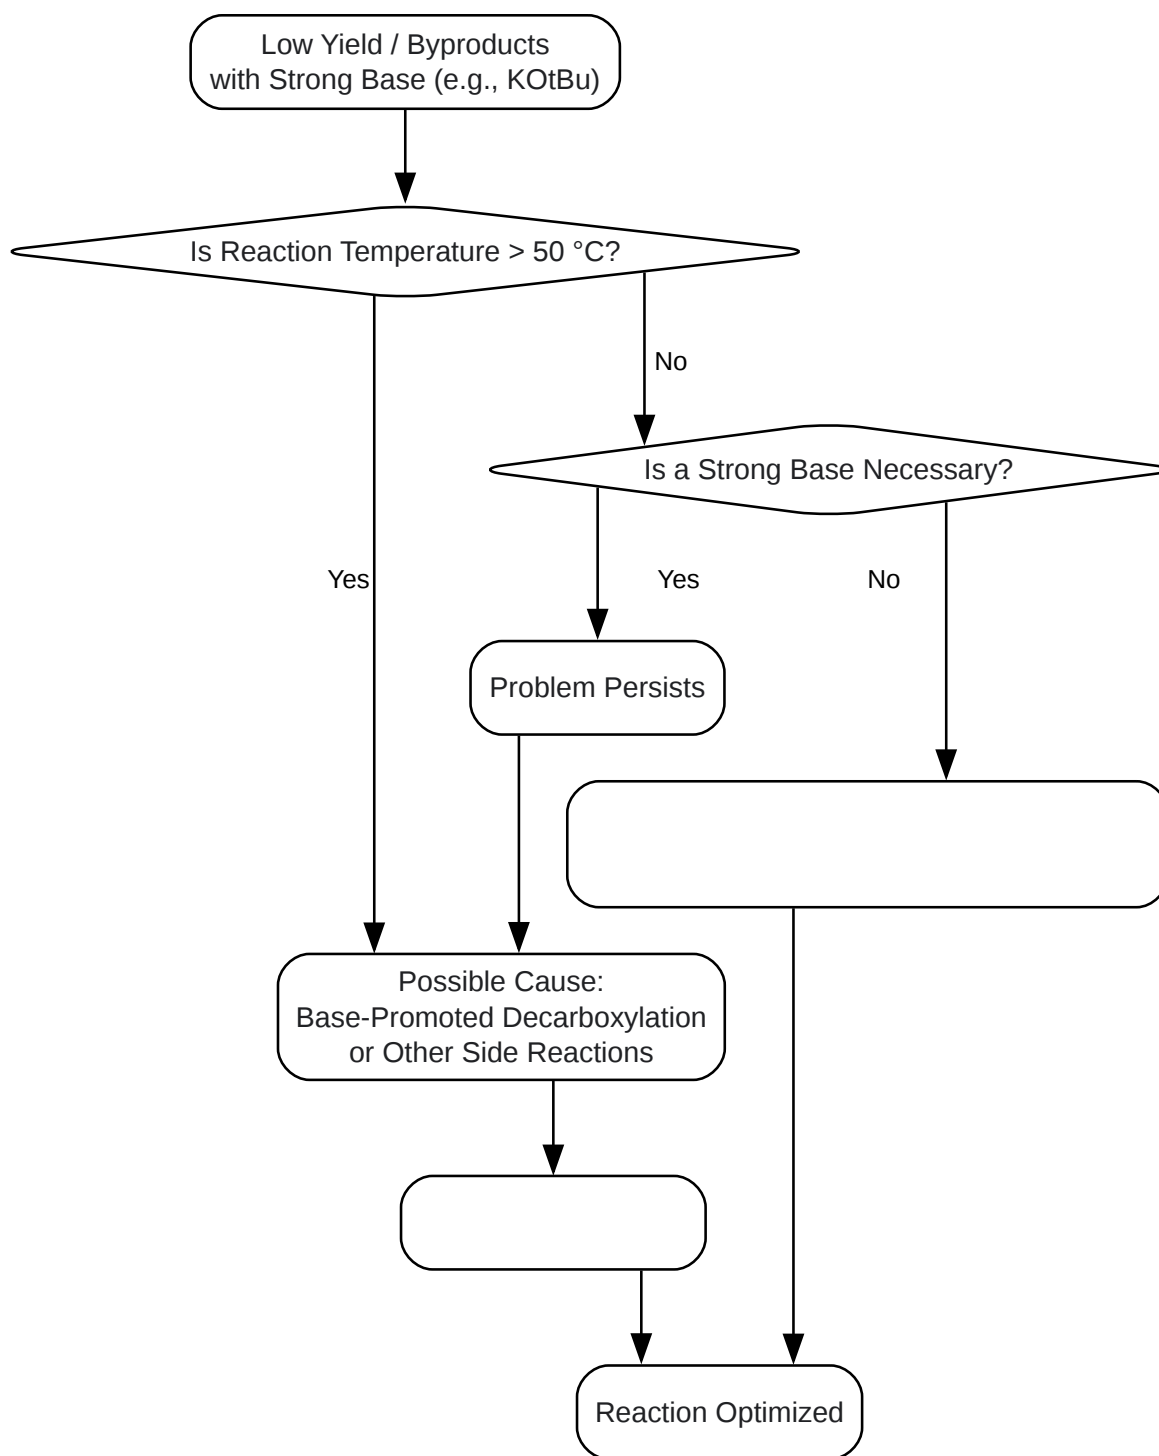 Low Yield / Byproducts
with Strong Base (e.g., KOtBu)
Is Reaction Temperature > 50 °C?
No
Is a Strong Base Necessary?
Yes
Yes
No
Problem Persists
Possible Cause:
Base-Promoted Decarboxylation
or Other Side Reactions
Reaction Optimized